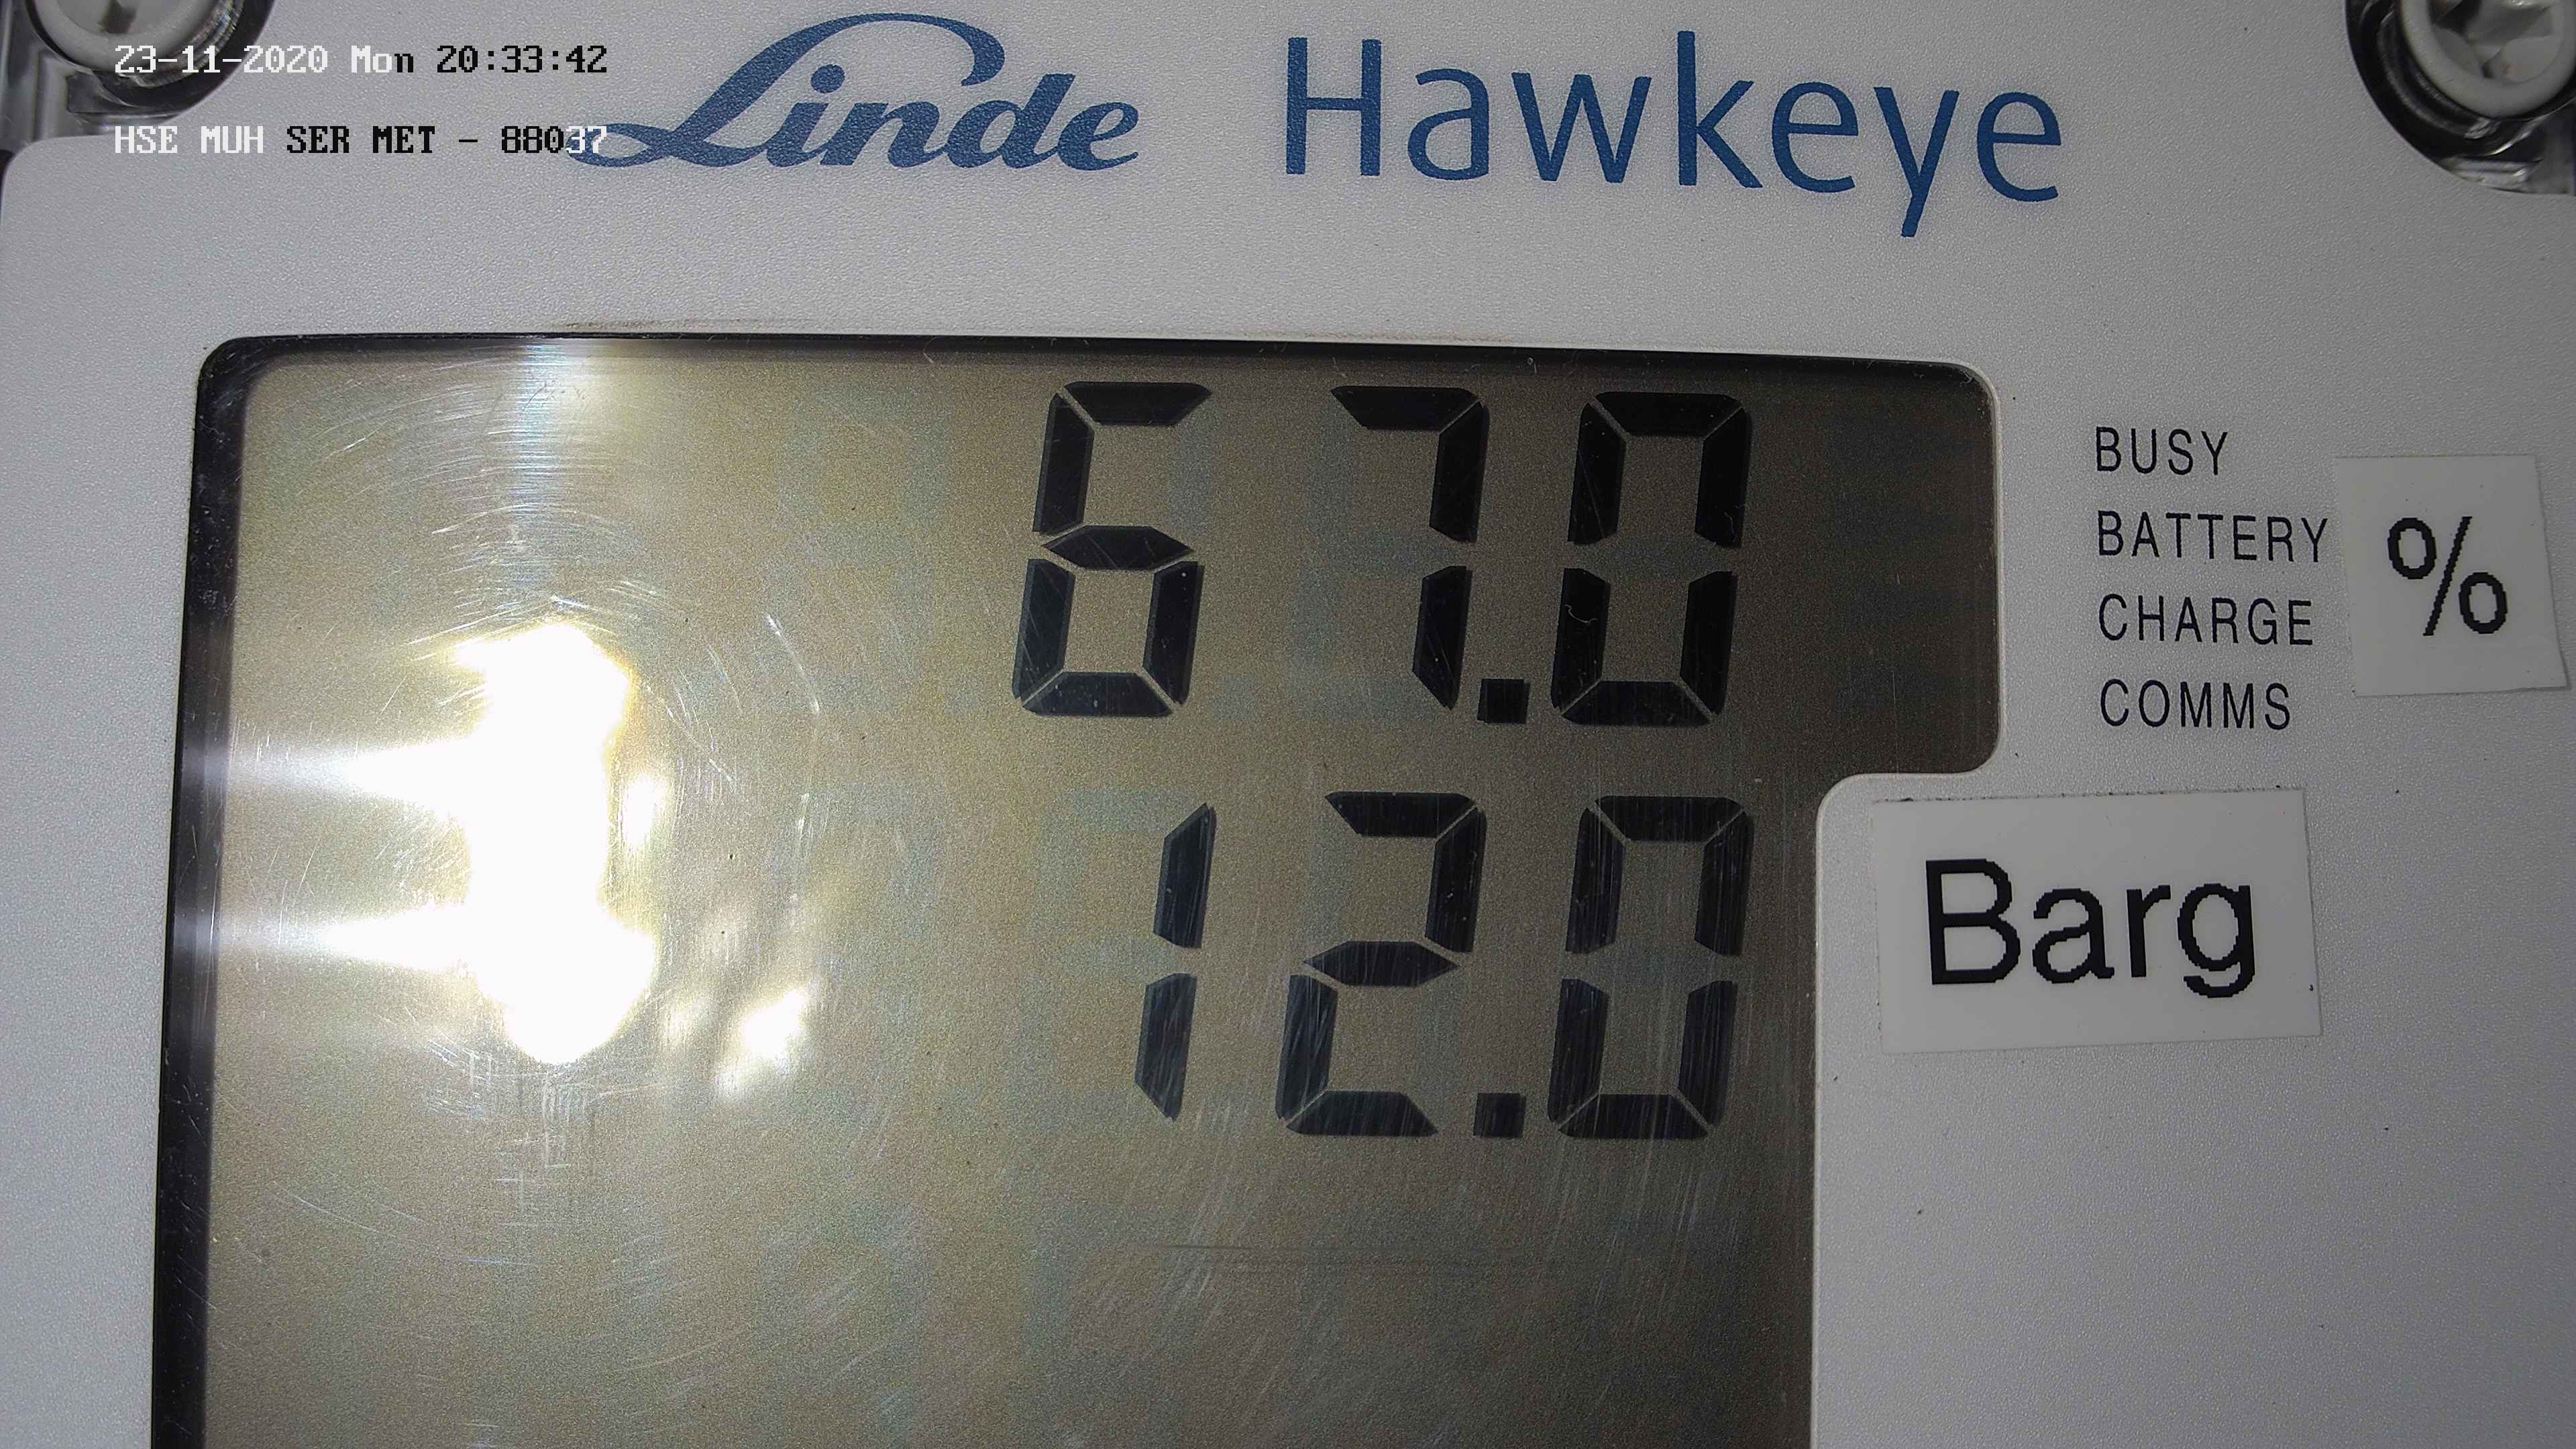 23-11-2020 Mon 20:33:42
Linde Hawkeye
HSE MUH SER MET - 88037
67.0
BUSY
BATTERY
CHARGE
COMMS
%
12.0
Barg